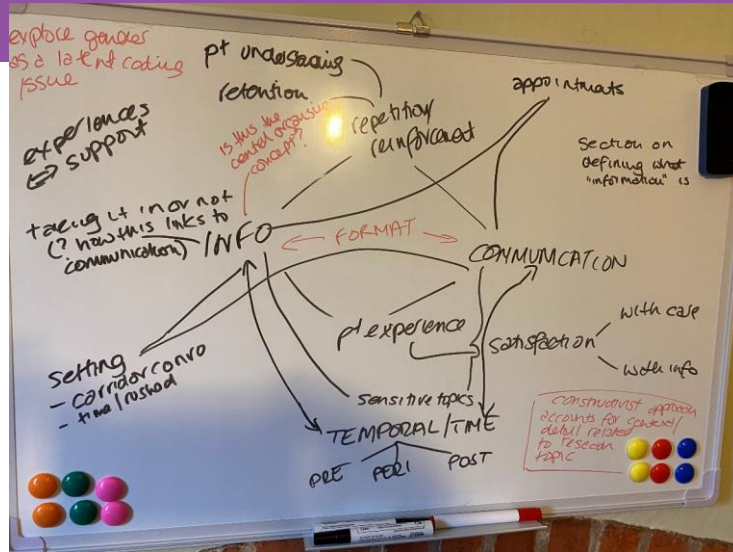 explore gender
as a latent coding
issue
pt understanding
retention
repetition/
reinforcement
is this the
central organising
concept?
appointments
Section on
defining what
"information" is
experiences
support
taking it in or not
(? how this links to
communication)
INFO
FORMAT
COMMUNICATION
pt experience
satisfaction
with care
with info
setting
- corridor convo
- time/rushed
sensitive topics
TEMPORAL/TIME
PRE
PERI
POST
constructivist approach
accounts for context/
detail related
to research
topic